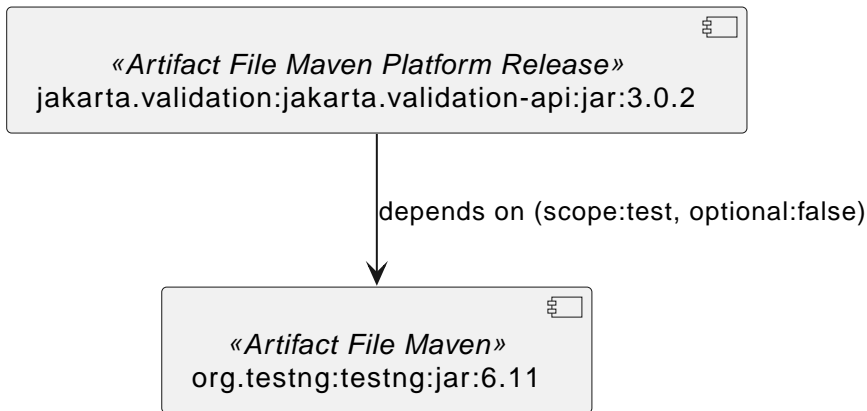 «Artifact File Maven Platform Release»
jakarta.validation:jakarta.validation-api:jar:3.0.2
depends on (scope:test, optional:false)
«Artifact File Maven»
org.testng:testng:jar:6.11